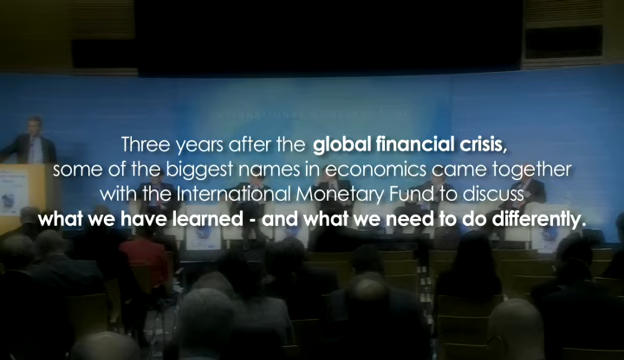 Three years after the global financial crisis,
some of the biggest names in economics came together
with the International Monetary Fund to discuss
what we have learned - and what we need to do differently.